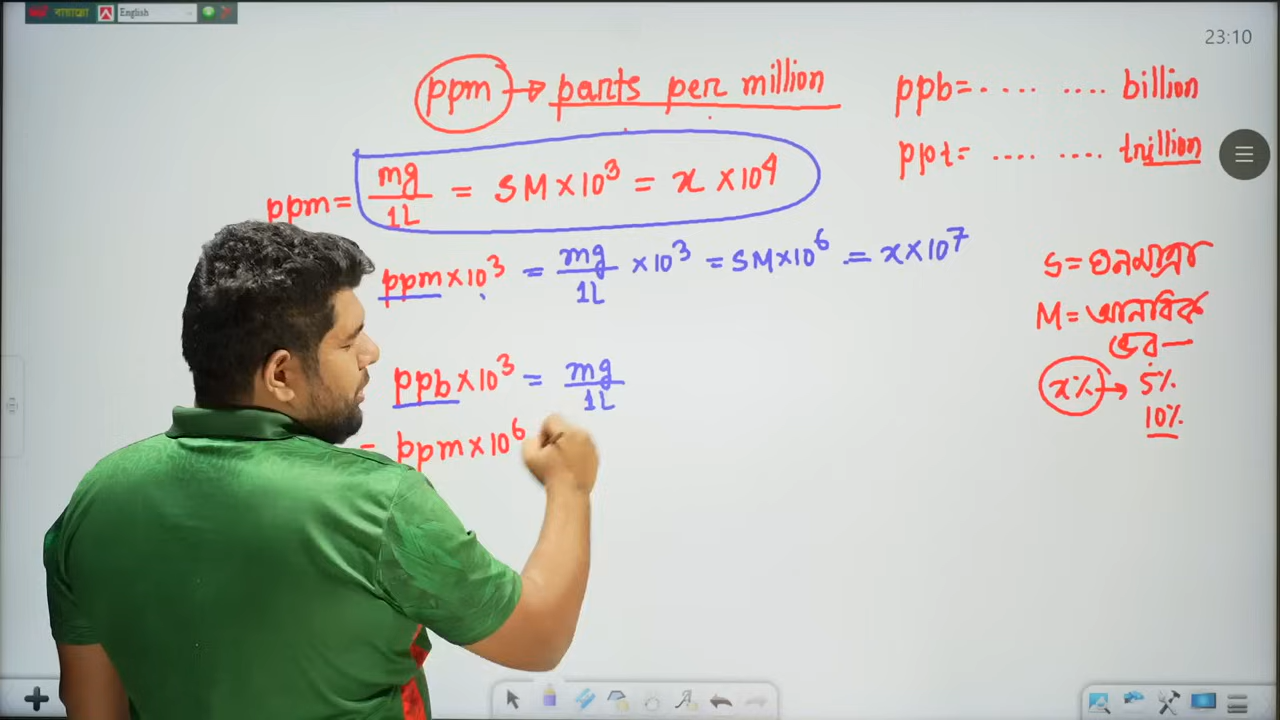 বায়ান্নো English
23:10
ppm → parts per million
ppb = .... .... billion
ppt = .... .... trillion
ppm = mg/1L = SM×10³ = x×10⁴
ppm×10³ = mg/1L ×10³ = SM×10⁶ = x×10⁷
S = ঘনমাত্রা
M = আনবিক
ভর
x% → 5%
10%
ppb×10³ = mg/1L
= ppm×10⁶